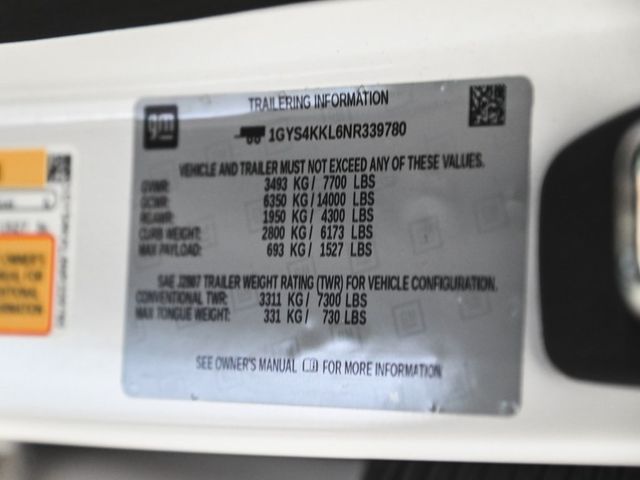 gm
TRAILERING INFORMATION
1GYS4KKL6NR339780
VEHICLE AND TRAILER MUST NOT EXCEED ANY OF THESE VALUES.
GVWR: 3493 KG/ 7700 LBS
GCWR: 6350 KG/14000 LBS
RGAWR: 1950 KG/ 4300 LBS
CURB WEIGHT: 2800 KG/ 6173 LBS
MAX PAYLOAD: 693 KG/ 1527 LBS
SAE J2807 TRAILER WEIGHT RATING (TWR) FOR VEHICLE CONFIGURATION.
CONVENTIONAL TWR: 3311 KG/ 7300 LBS
MAX TONGUE WEIGHT: 331 KG/ 730 LBS
SEE OWNER'S MANUAL FOR MORE INFORMATION